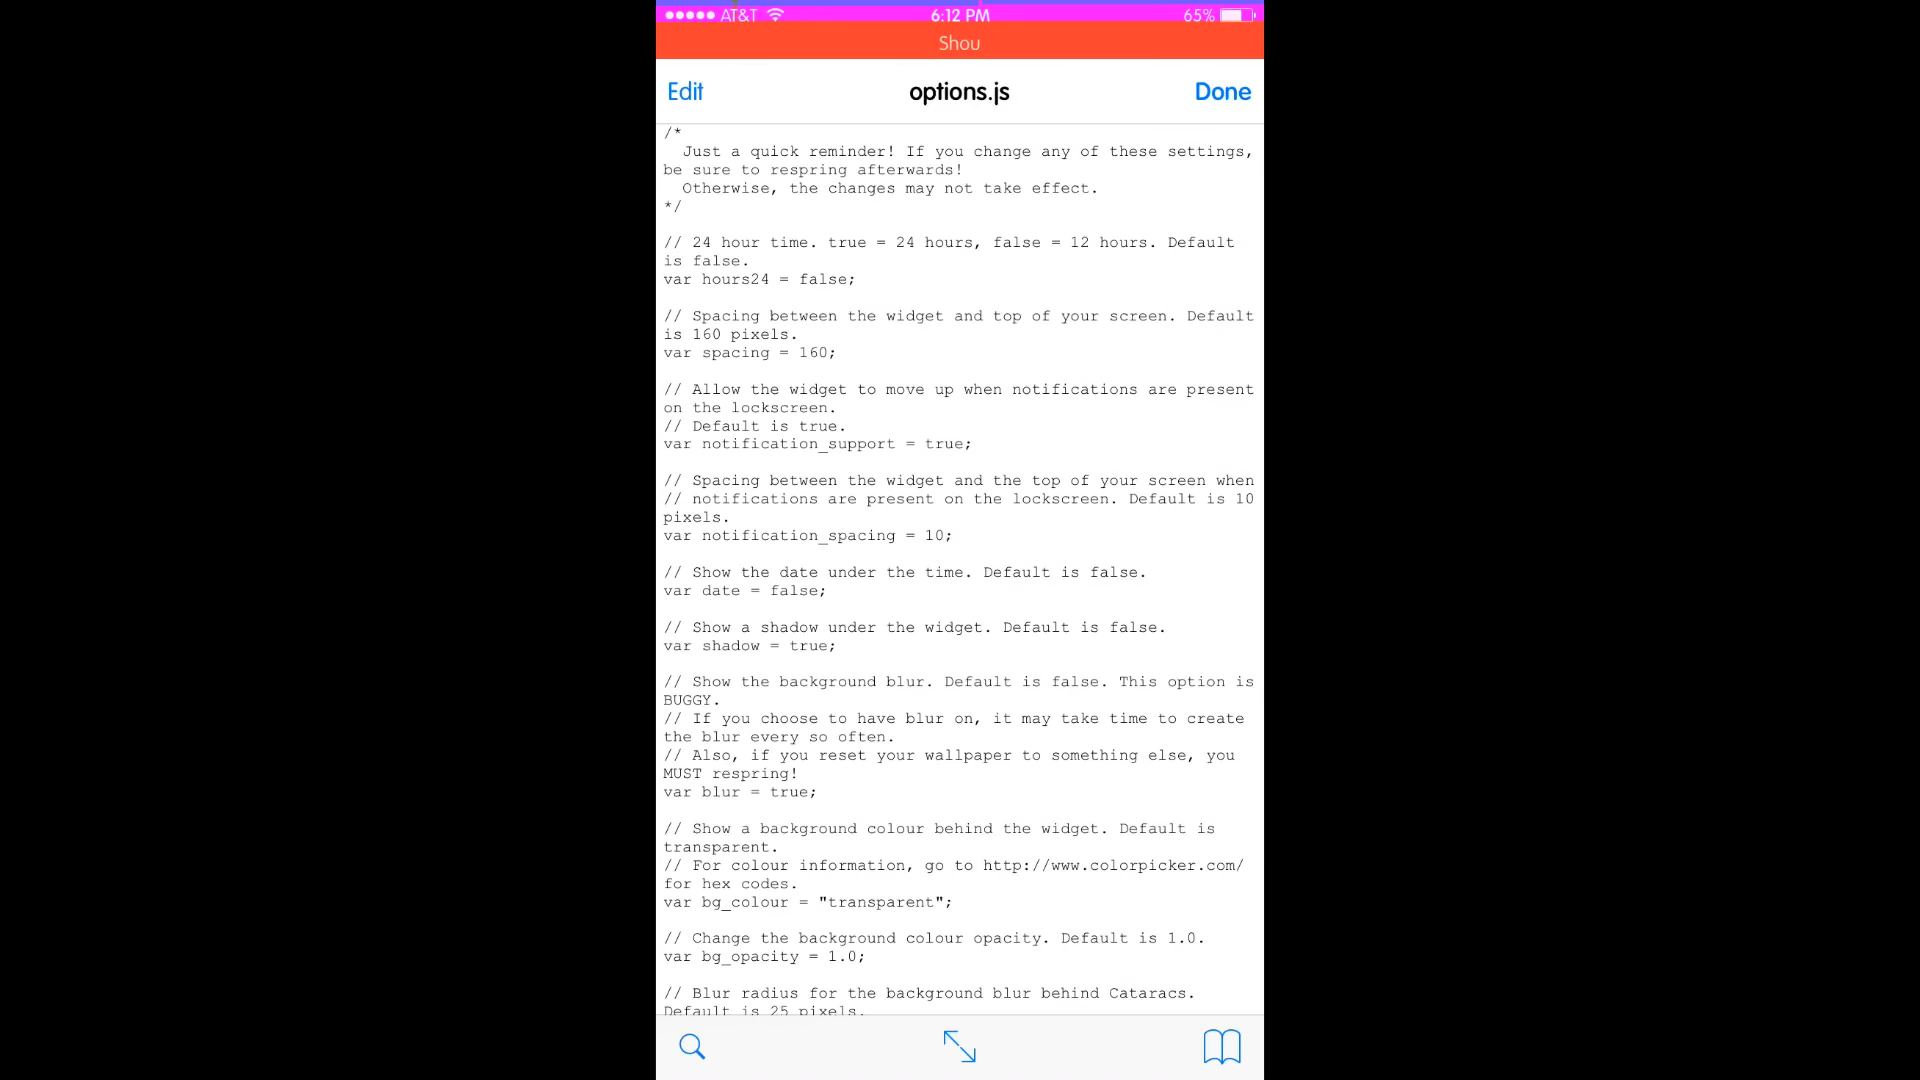 AT&T 6:12 PM 65%
Shou
Edit options.js Done
/*
  Just a quick reminder! If you change any of these settings,
be sure to respring afterwards!
  Otherwise, the changes may not take effect.
*/

// 24 hour time. true = 24 hours, false = 12 hours. Default
is false.
var hours24 = false;

// Spacing between the widget and top of your screen. Default
is 160 pixels.
var spacing = 160;

// Allow the widget to move up when notifications are present
on the lockscreen.
// Default is true.
var notification_support = true;

// Spacing between the widget and the top of your screen when
// notifications are present on the lockscreen. Default is 10
pixels.
var notification_spacing = 10;

// Show the date under the time. Default is false.
var date = false;

// Show a shadow under the widget. Default is false.
var shadow = true;

// Show the background blur. Default is false. This option is
BUGGY.
// If you choose to have blur on, it may take time to create
the blur every so often.
// Also, if you reset your wallpaper to something else, you
MUST respring!
var blur = true;

// Show a background colour behind the widget. Default is
transparent.
// For colour information, go to http://www.colorpicker.com/
for hex codes.
var bg_colour = "transparent";

// Change the background colour opacity. Default is 1.0.
var bg_opacity = 1.0;

// Blur radius for the background blur behind Cataracs.
Default is 25 pixels.